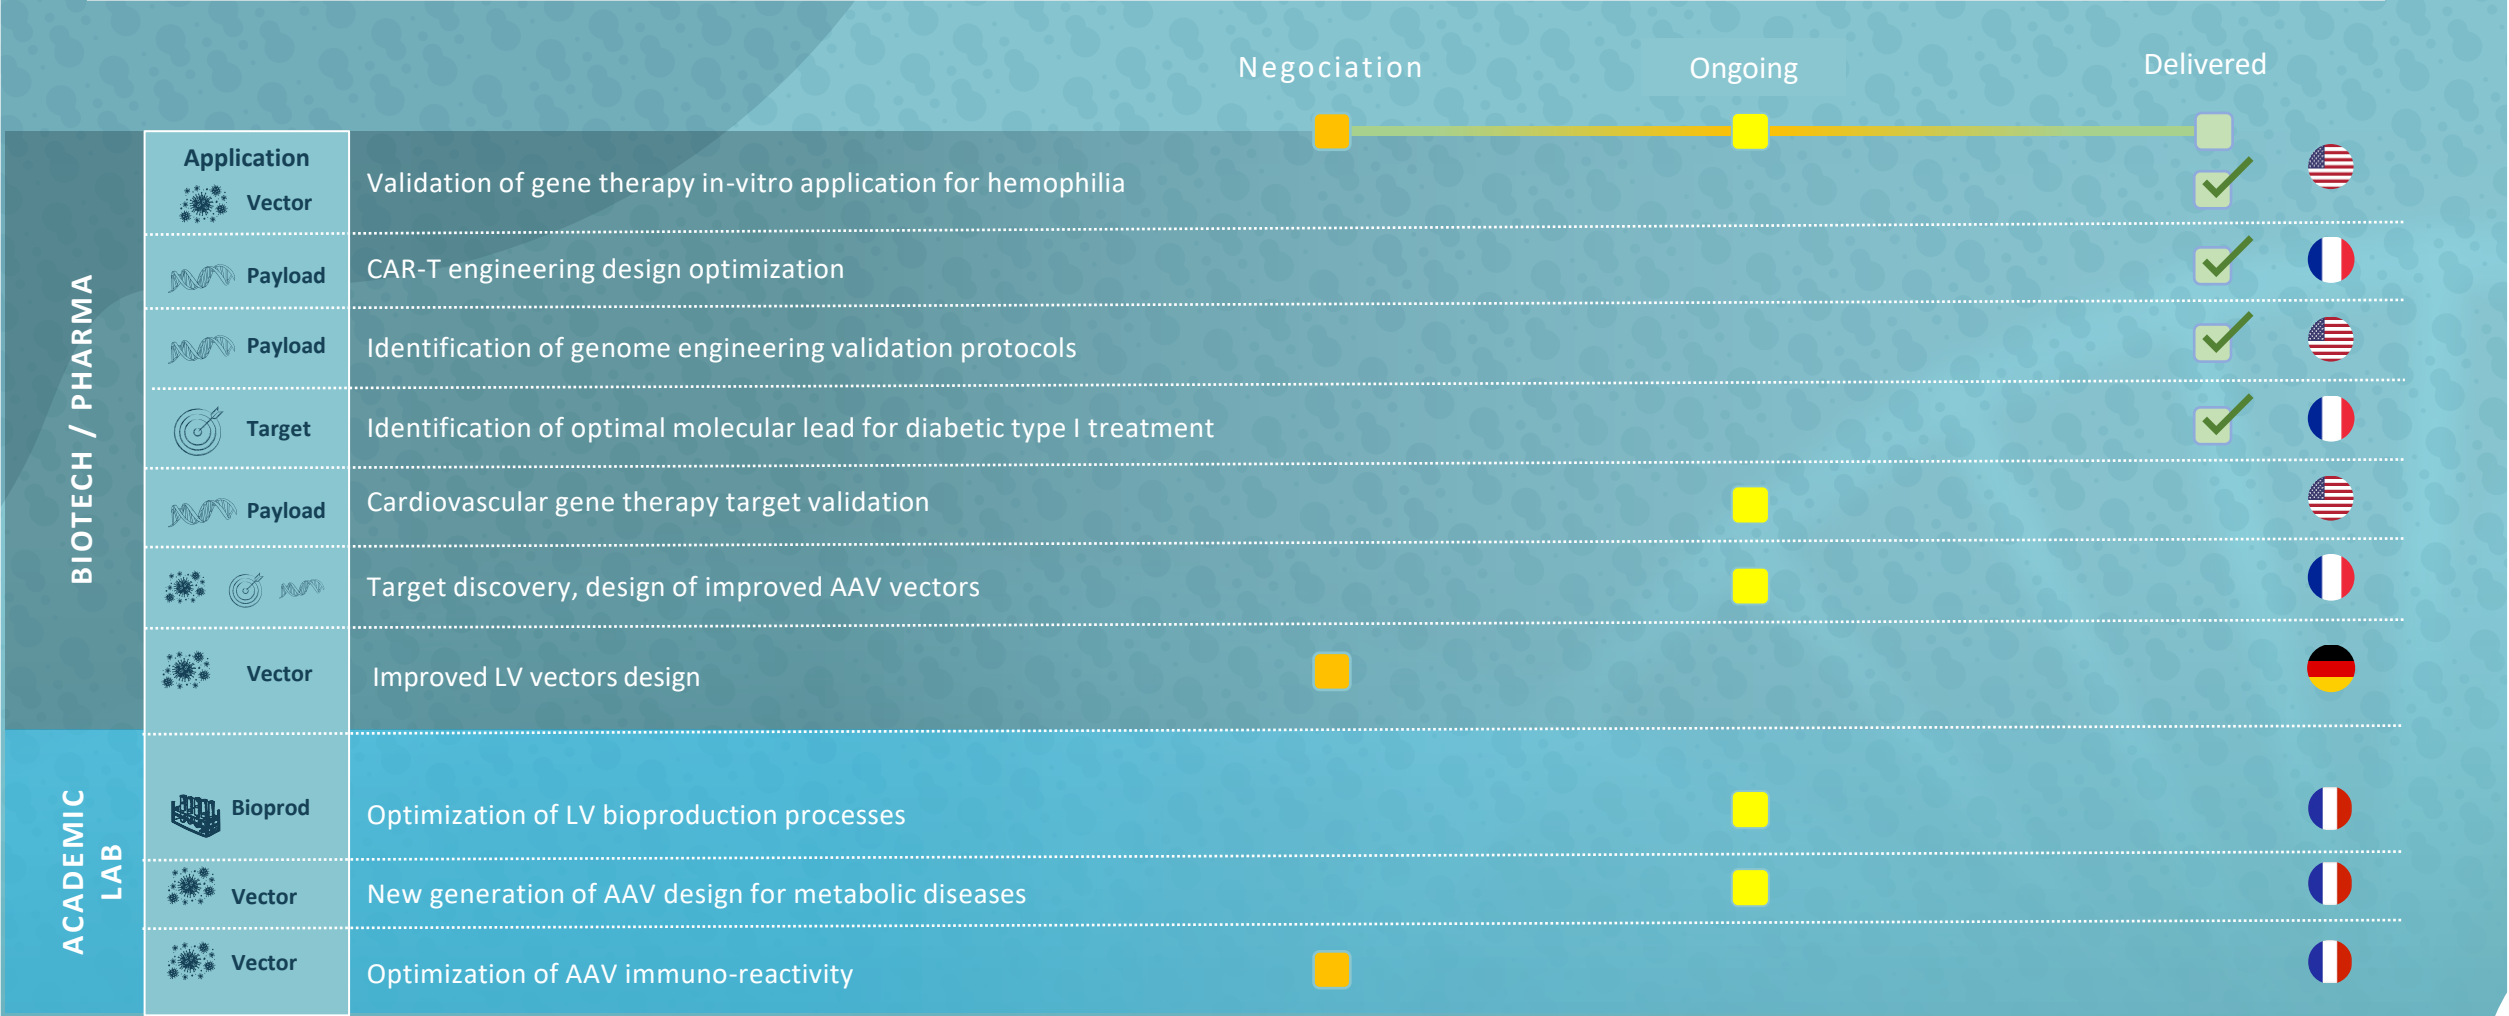 Negociation
Ongoing
Delivered
BIOTECH / PHARMA
Application
Vector
Validation of gene therapy in-vitro application for hemophilia
Payload
CAR-T engineering design optimization
Payload
Identification of genome engineering validation protocols
Target
Identification of optimal molecular lead for diabetic type I treatment
Payload
Cardiovascular gene therapy target validation
Target discovery, design of improved AAV vectors
Vector
Improved LV vectors design
ACADEMIC
LAB
Bioprod
Optimization of LV bioproduction processes
Vector
New generation of AAV design for metabolic diseases
Vector
Optimization of AAV immuno-reactivity